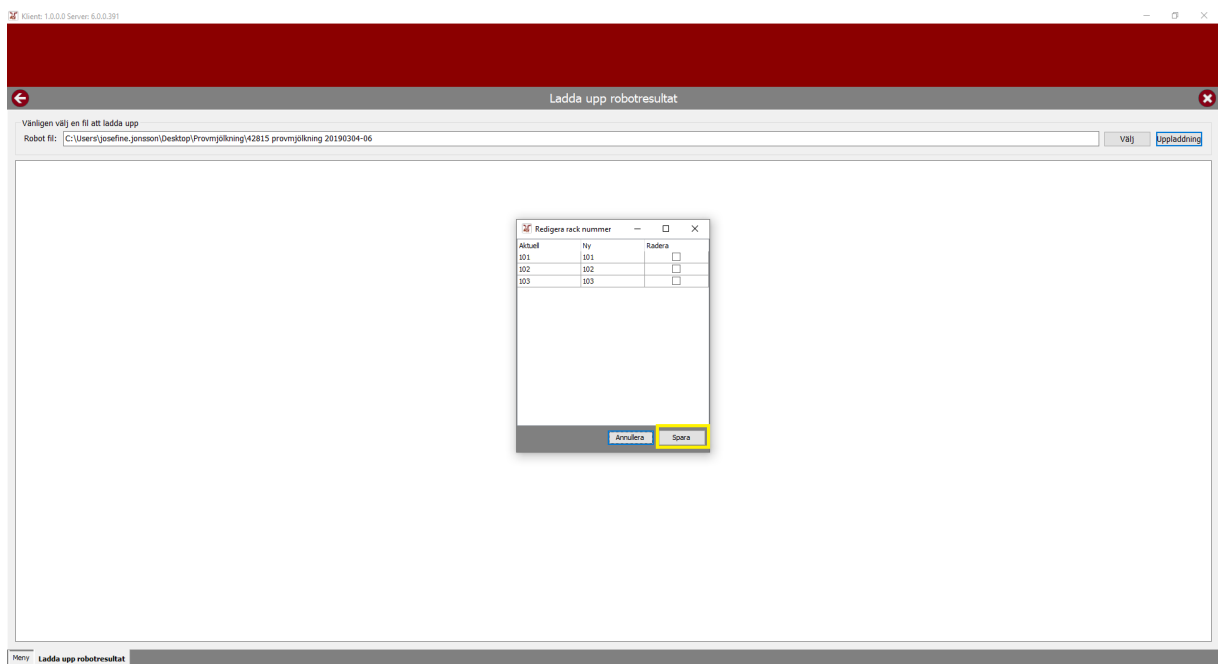 Klient: 1.0.0.0 Server: 6.0.0.391
Ladda upp robotresultat
Vänligen välj en fil att ladda upp
Robot fil: C:\Users\josefine.jonsson\Desktop\Provmjölkning\42815 provmjölkning 20190304-06 Välj Uppladdning
Redigera rack nummer
Aktuell Ny Radera
101 101
102 102
103 103
Annullera Spara
Meny Ladda upp robotresultat